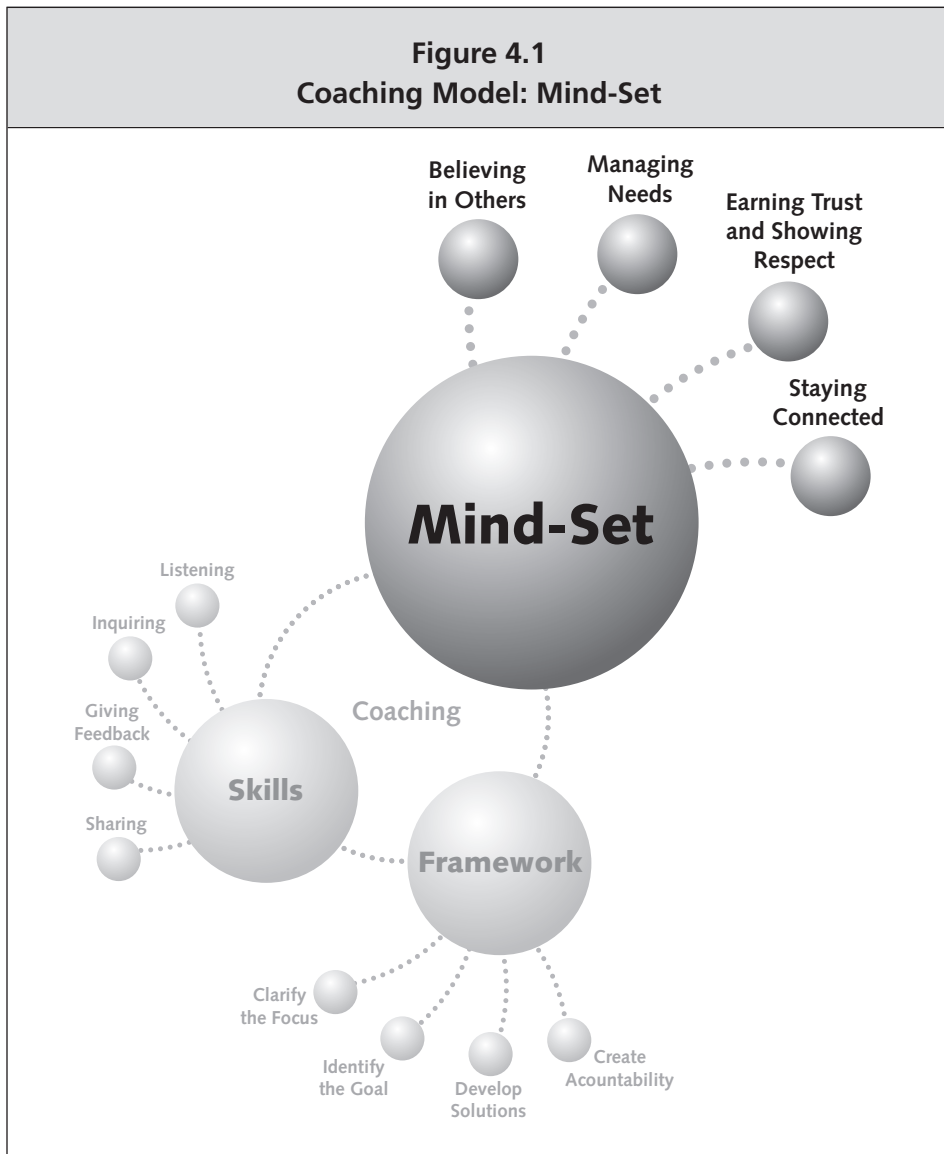 Figure 4.1
Coaching Model: Mind-Set
Believing
in Others
Managing
Needs
Earning Trust
and Showing
Respect
Staying
Connected
Mind-Set
Listening
Inquiring
Giving
Feedback
Sharing
Coaching
Skills
Framework
Clarify
the Focus
Identify
the Goal
Develop
Solutions
Create
Acountability